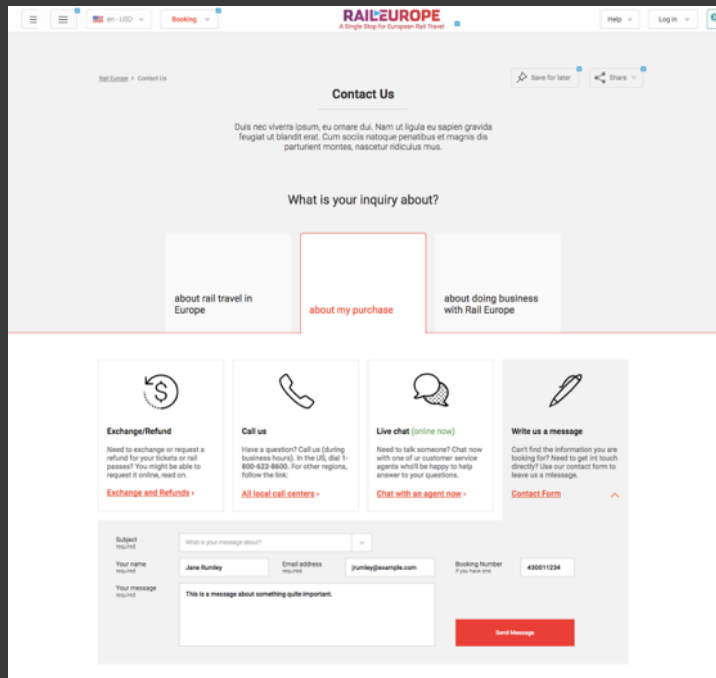 en-USD
Booking
RAIL EUROPE
A Single Stop for European Rail Travel
Help
Log in
Rail Europe > Contact Us
Save for later
Share
Contact Us
Duis nec viverra ipsum, eu ornare dui. Nam ut ligula eu sapien gravida
feugiat ut blandit erat. Cum sociis natoque penatibus et magnis dis
parturient montes, nascetur ridiculus mus.
What is your inquiry about?
about rail travel in
Europe
about my purchase
about doing business
with Rail Europe
Exchange/Refund
Need to exchange or request a
refund for your tickets or rail
passes? You might be able to
request it online, read on.
Exchange and Refunds ›
Call us
Have a question? Call us (during
business hours). In the US, dial 1-
800-622-8600. For other regions,
follow the link:
All local call centers ›
Live chat (online now)
Need to talk someone? Chat now
with one of ur customer service
agents who'll be happy to help
answer to your questions.
Chat with an agent now ›
Write us a message
Can't find the information you are
looking for? Need to get int touch
directly? Use our contact form to
leave us a mlessage.
Contact Form
Subject
required
What is your message about?
Your name
required
Jane Rumley
Email address
required
jrumley@example.com
Booking Number
if you have one
430011234
Your message
required
This is a message about something quite important.
Send Message